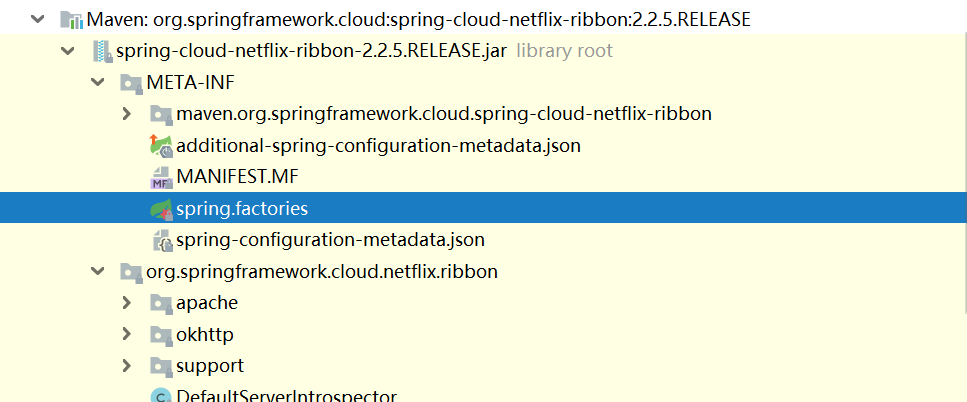 Maven: org.springframework.cloud:spring-cloud-netflix-ribbon:2.2.5.RELEASE
spring-cloud-netflix-ribbon-2.2.5.RELEASE.jar library root
META-INF
maven.org.springframework.cloud.spring-cloud-netflix-ribbon
additional-spring-configuration-metadata.json
MF MANIFEST.MF
spring.factories
spring-configuration-metadata.json
org.springframework.cloud.netflix.ribbon
apache
okhttp
support
C DefaultServerIntrospector